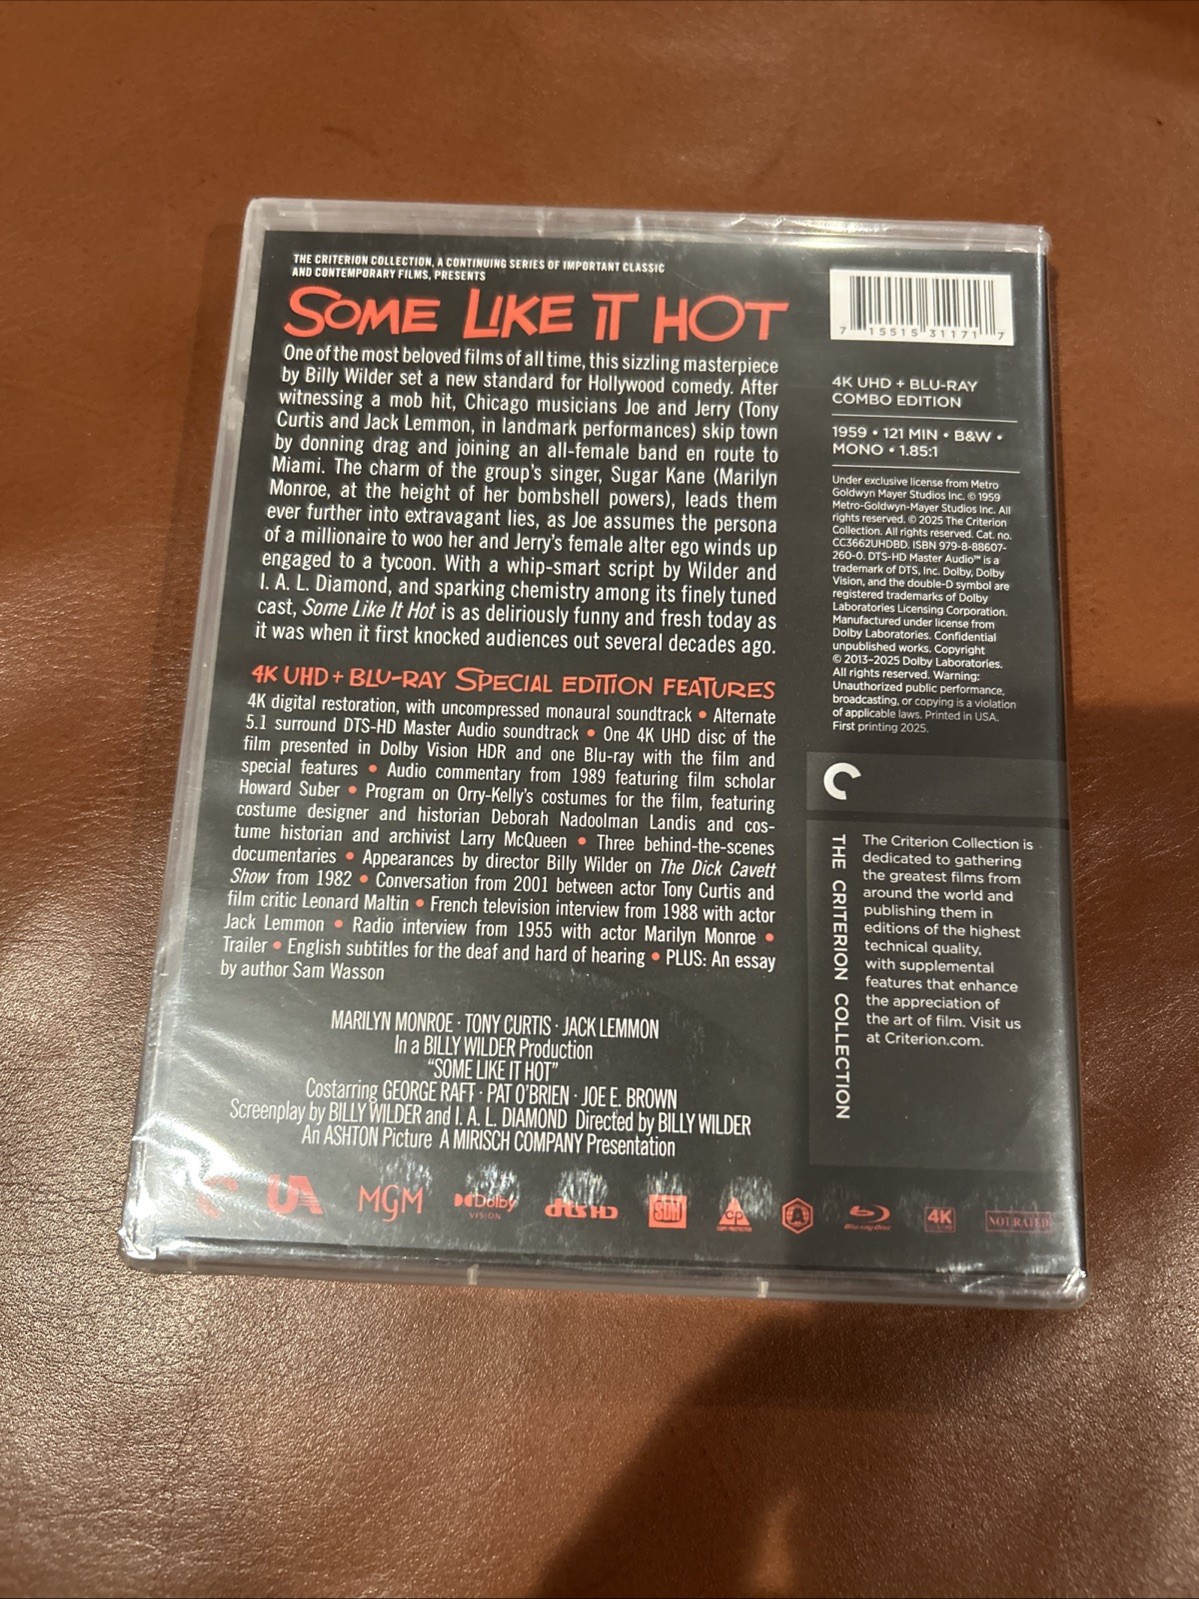 THE CRITERION COLLECTION, A CONTINUING SERIES OF IMPORTANT CLASSIC
AND CONTEMPORARY FILMS, PRESENTS
SOME LIKE IT HOT
One of the most beloved films of all time, this sizzling masterpiece
by Billy Wilder set a new standard for Hollywood comedy. After
witnessing a mob hit, Chicago musicians Joe and Jerry (Tony
Curtis and Jack Lemmon, in landmark performances) skip town
by donning drag and joining an all-female band en route to
Miami. The charm of the group's singer, Sugar Kane (Marilyn
Monroe, at the height of her bombshell powers), leads them
ever further into extravagant lies, as Joe assumes the persona
of a millionaire to woo her and Jerry's female alter ego winds up
engaged to a tycoon. With a whip-smart script by Wilder and
I. A. L. Diamond, and sparking chemistry among its finely tuned
cast, Some Like It Hot is as deliriously funny and fresh today as
it was when it first knocked audiences out several decades ago.
4K UHD + BLU-RAY SPECIAL EDITION FEATURES
4K digital restoration, with uncompressed monaural soundtrack • Alternate
5.1 surround DTS-HD Master Audio soundtrack • One 4K UHD disc of the
film presented in Dolby Vision HDR and one Blu-ray with the film and
special features • Audio commentary from 1989 featuring film scholar
Howard Suber • Program on Orry-Kelly's costumes for the film, featuring
costume designer and historian Deborah Nadoolman Landis and cos-
tume historian and archivist Larry McQueen • Three behind-the-scenes
documentaries • Appearances by director Billy Wilder on The Dick Cavett
Show from 1982 • Conversation from 2001 between actor Tony Curtis and
film critic Leonard Maltin • French television interview from 1988 with actor
Jack Lemmon • Radio interview from 1955 with actor Marilyn Monroe •
Trailer • English subtitles for the deaf and hard of hearing • PLUS: An essay
by author Sam Wasson
MARILYN MONROE · TONY CURTIS · JACK LEMMON
In a BILLY WILDER Production
"SOME LIKE IT HOT"
Costarring GEORGE RAFT · PAT O'BRIEN · JOE E. BROWN
Screenplay by BILLY WILDER and I. A. L. DIAMOND Directed by BILLY WILDER
An ASHTON Picture A MIRISCH COMPANY Presentation
UA MGM Dolby VISION dts HD SDH CP Blu-ray Disc 4K NOT RATED
7 15515 31171 7
4K UHD + BLU-RAY
COMBO EDITION
1959 • 121 MIN • B&W •
MONO • 1.85:1
Under exclusive license from Metro
Goldwyn Mayer Studios Inc. © 1959
Metro-Goldwyn-Mayer Studios Inc. All
rights reserved. © 2025 The Criterion
Collection. All rights reserved. Cat. no.
CC3662UHDBD. ISBN 979-8-88607-
260-0. DTS-HD Master Audio™ is a
trademark of DTS, Inc. Dolby, Dolby
Vision, and the double-D symbol are
registered trademarks of Dolby
Laboratories Licensing Corporation.
Manufactured under license from
Dolby Laboratories. Confidential
unpublished works. Copyright
© 2013–2025 Dolby Laboratories.
All rights reserved. Warning:
Unauthorized public performance,
broadcasting, or copying is a violation
of applicable laws. Printed in USA.
First printing 2025.
THE CRITERION COLLECTION
The Criterion Collection is
dedicated to gathering
the greatest films from
around the world and
publishing them in
editions of the highest
technical quality,
with supplemental
features that enhance
the appreciation of
the art of film. Visit us
at Criterion.com.